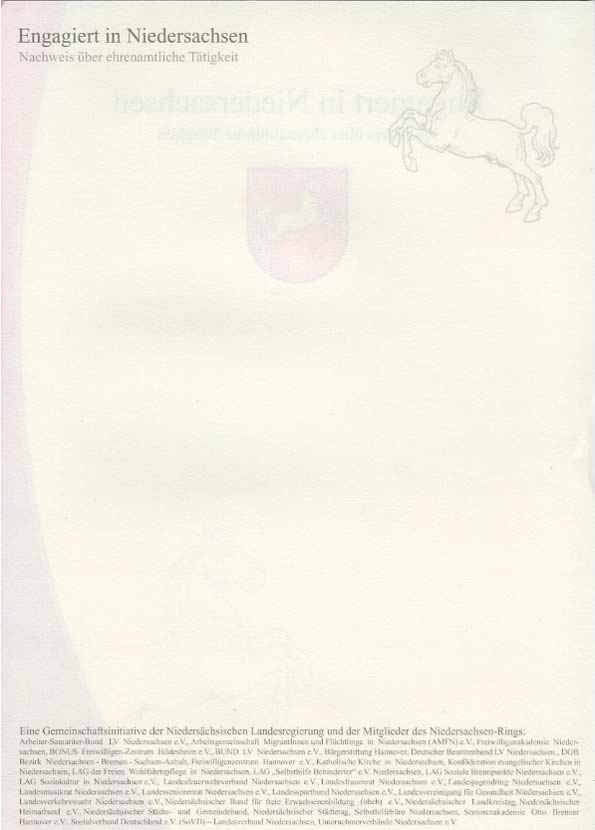 Engagiert in Niedersachsen
Nachweis über ehrenamtliche Tätigkeit
Eine Gemeinschaftsinitiative der Niedersächsischen Landesregierung und der Mitglieder des Niedersachsen-Rings:
Arbeiter-Samariter-Bund LV Niedersachsen e.V., Arbeitsgemeinschaft MigrantInnen und Flüchtlinge in Niedersachsen (AMFN) e.V., Freiwilligenakademie Nieder-
sachsen, BONUS Freiwilligen-Zentrum Hildesheim e.V., BUND LV Niedersachsen e.V., Bürgerstiftung Hannover, Deutscher Beamtenbund LV Niedersachsen., DGB
Bezirk Niedersachsen - Bremen - Sachsen-Anhalt, Freiwilligenzentrum Hannover e.V., Katholische Kirche in Niedersachsen, Konföderation evangelischer Kirchen in
Niedersachsen, LAG der Freien Wohlfahrtspflege in Niedersachsen, LAG „Selbsthilfe Behinderter“ e.V. Niedersachsen, LAG Soziale Brennpunkte Niedersachsen e.V.,
LAG Soziokultur in Niedersachsen e.V., Landesfeuerwehrverband Niedersachsen e.V., Landesfrauenrat Niedersachsen e.V., Landesjugendring Niedersachsen e.V.,
Landesmusikrat Niedersachsen e.V., Landesseniorenrat Niedersachsen e.V., Landessportbund Niedersachsen e.V., Landesvereinigung für Gesundheit Niedersachsen e.V.,
Landesverkehrswacht Niedersachsen e.V., Niedersächsischer Bund für freie Erwachsenenbildung (nbeb) e.V., Niedersächsischer Landkreistag, Niedersächsischer
Heimatbund e.V., Niedersächsischer Städte- und Gemeindebund, Niedersächsischer Städtetag, Selbsthilfebüro Niedersachsen, Seniorenakademie Otto Brenner
Hannover e.V., Sozialverband Deutschland e.V. (SoVD) – Landesverband Niedersachsen, Unternehmerverbände Niedersachsen e.V.